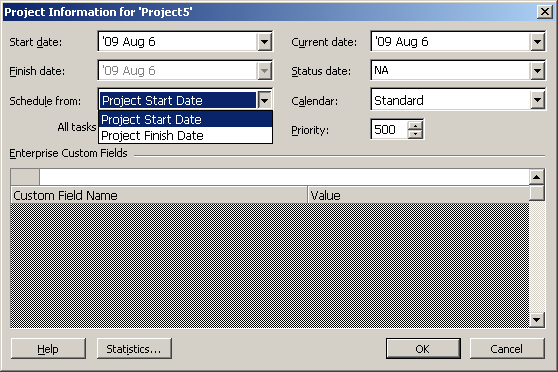 Project Information for 'Project5'
Start date: '09 Aug 6
Current date: '09 Aug 6
Finish date: '09 Aug 6
Status date: NA
Schedule from: Project Start Date
Calendar: Standard
Project Start Date
Project Finish Date
All tasks
Priority: 500
Enterprise Custom Fields
Custom Field Name Value
Help Statistics... OK Cancel